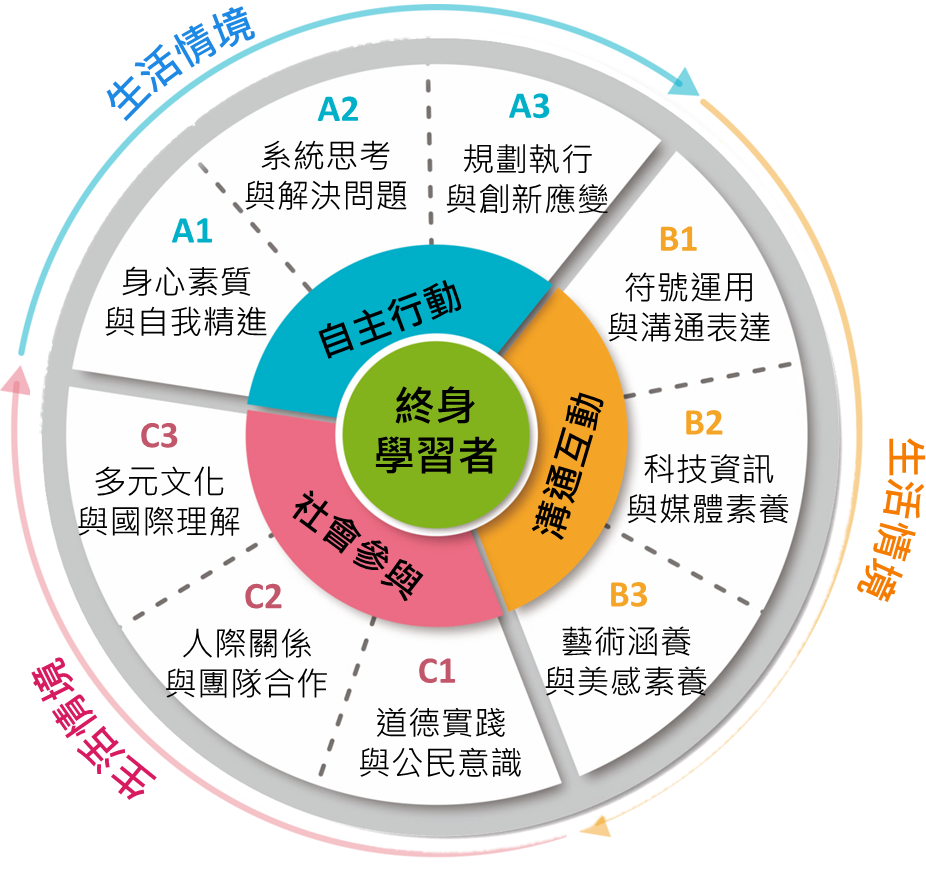 生活情境
A1
身心素質
與自我精進
A2
系統思考
與解決問題
A3
規劃執行
與創新應變
自主行動
終身
學習者
B1
符號運用
與溝通表達
B2
科技資訊
與媒體素養
B3
藝術涵養
與美感素養
溝通互動
生活情境
C1
道德實踐
與公民意識
C2
人際關係
與團隊合作
C3
多元文化
與國際理解
社會參與
生活情境